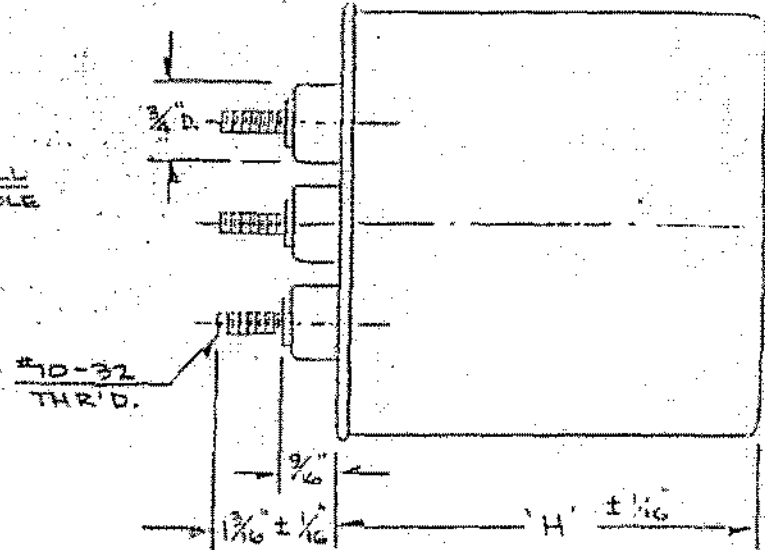 3/4" D.
#10-32
THR'D.
9/16"
1 3/16" ± 1/16"
'H' ± 1/16"